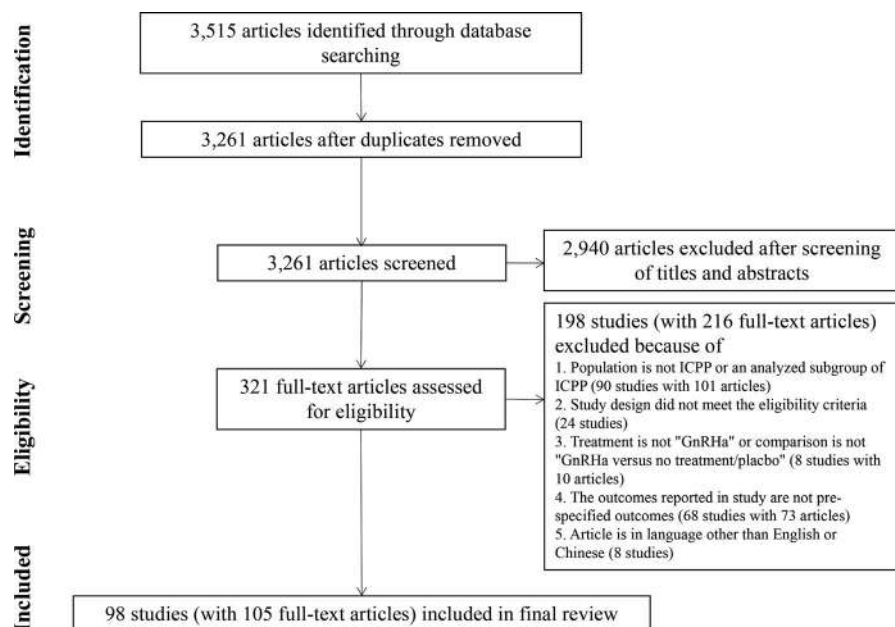 Identification
3,515 articles identified through database
searching
3,261 articles after duplicates removed
Screening
3,261 articles screened
2,940 articles excluded after screening
of titles and abstracts
Eligibility
321 full-text articles assessed
for eligibility
198 studies (with 216 full-text articles)
excluded because of
1. Population is not ICPP or an analyzed subgroup of
ICPP (90 studies with 101 articles)
2. Study design did not meet the eligibility criteria
(24 studies)
3. Treatment is not "GnRHa" or comparison is not
"GnRHa versus no treatment/placbo" (8 studies with
10 articles)
4. The outcomes reported in study are not pre-
specified outcomes (68 studies with 73 articles)
5. Article is in language other than English or
Chinese (8 studies)
Included
98 studies (with 105 full-text articles) included in final review